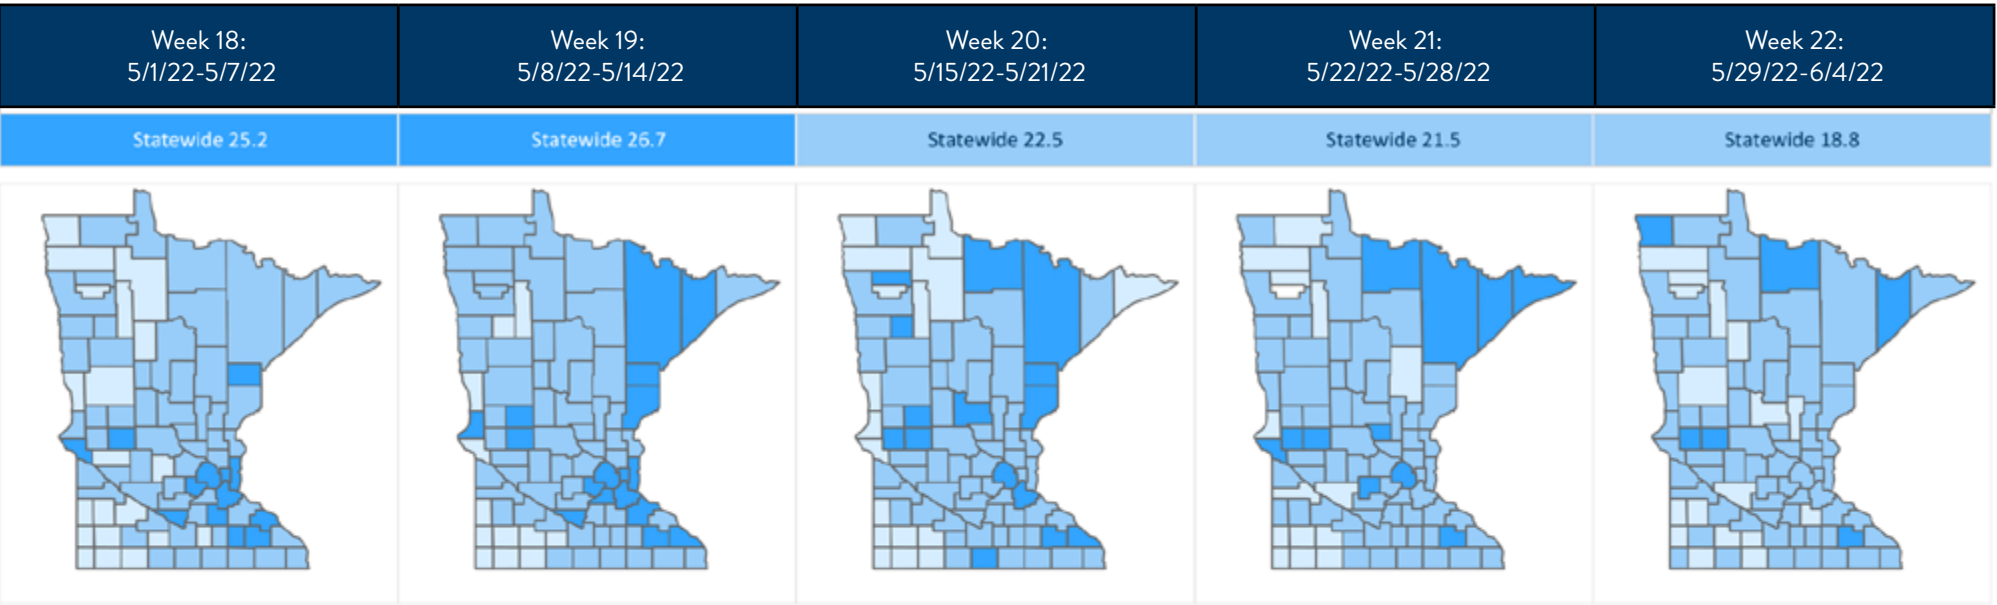 Week 18:
5/1/22-5/7/22
Week 19:
5/8/22-5/14/22
Week 20:
5/15/22-5/21/22
Week 21:
5/22/22-5/28/22
Week 22:
5/29/22-6/4/22
Statewide 25.2
Statewide 26.7
Statewide 22.5
Statewide 21.5
Statewide 18.8